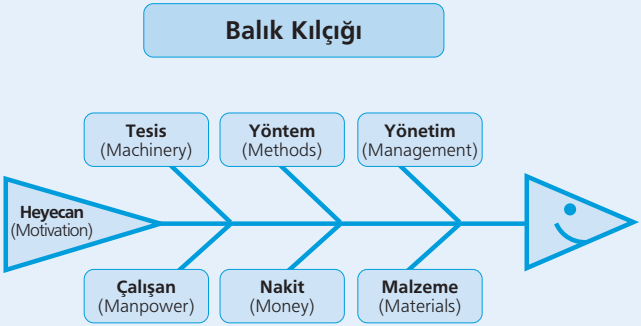 Balık Kılçığı
Tesis
(Machinery)
Yöntem
(Methods)
Yönetim
(Management)
Heyecan
(Motivation)
Çalışan
(Manpower)
Nakit
(Money)
Malzeme
(Materials)